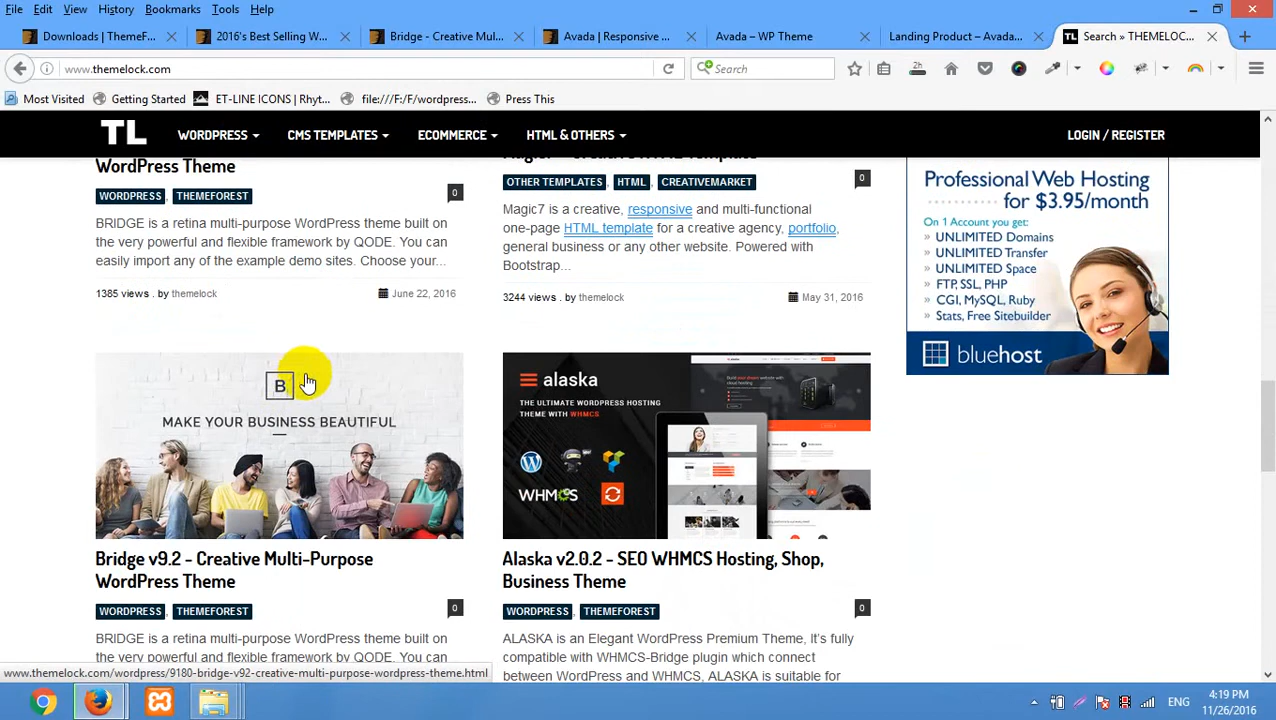 File Edit View History Bookmarks Tools Help
Downloads | ThemeF...
2016's Best Selling W...
Bridge - Creative Mul...
Avada | Responsive ...
Avada – WP Theme
Landing Product – Avada...
TL Search » THEMELOCK...
www.themelock.com
Search
2h
Most Visited
Getting Started
ET-LINE ICONS | Rhyt...
file:///F:/F/wordpress...
Press This
TL
WORDPRESS
CMS TEMPLATES
ECOMMERCE
HTML & OTHERS
LOGIN / REGISTER
WordPress Theme
WORDPRESS, THEMEFOREST
0
BRIDGE is a retina multi-purpose WordPress theme built on
the very powerful and flexible framework by QODE. You can
easily import any of the example demo sites. Choose your...
1385 views . by themelock
June 22, 2016
OTHER TEMPLATES, HTML, CREATIVEMARKET
0
Magic7 is a creative, responsive and multi-functional
one-page HTML template for a creative agency, portfolio,
general business or any other website. Powered with
Bootstrap...
3244 views . by themelock
May 31, 2016
Professional Web Hosting
for $3.95/month
On 1 Account you get:
» UNLIMITED Domains
» UNLIMITED Transfer
» UNLIMITED Space
» FTP, SSL, PHP
» CGI, MySQL, Ruby
» Stats, Free Sitebuilder
bluehost
B
MAKE YOUR BUSINESS BEAUTIFUL
Bridge v9.2 - Creative Multi-Purpose
WordPress Theme
WORDPRESS, THEMEFOREST
0
BRIDGE is a retina multi-purpose WordPress theme built on
the very powerful and flexible framework by QODE. You can
alaska
THE ULTIMATE WORDPRESS HOSTING
THEME WITH WHMCS
WHMCS
Alaska v2.0.2 - SEO WHMCS Hosting, Shop,
Business Theme
WORDPRESS, THEMEFOREST
0
ALASKA is an Elegant WordPress Premium Theme, It's fully
compatible with WHMCS-Bridge plugin which connect
between WordPress and WHMCS, ALASKA is suitable for
www.themelock.com/wordpress/9180-bridge-v92-creative-multi-purpose-wordpress-theme.html
ENG
4:19 PM
11/26/2016